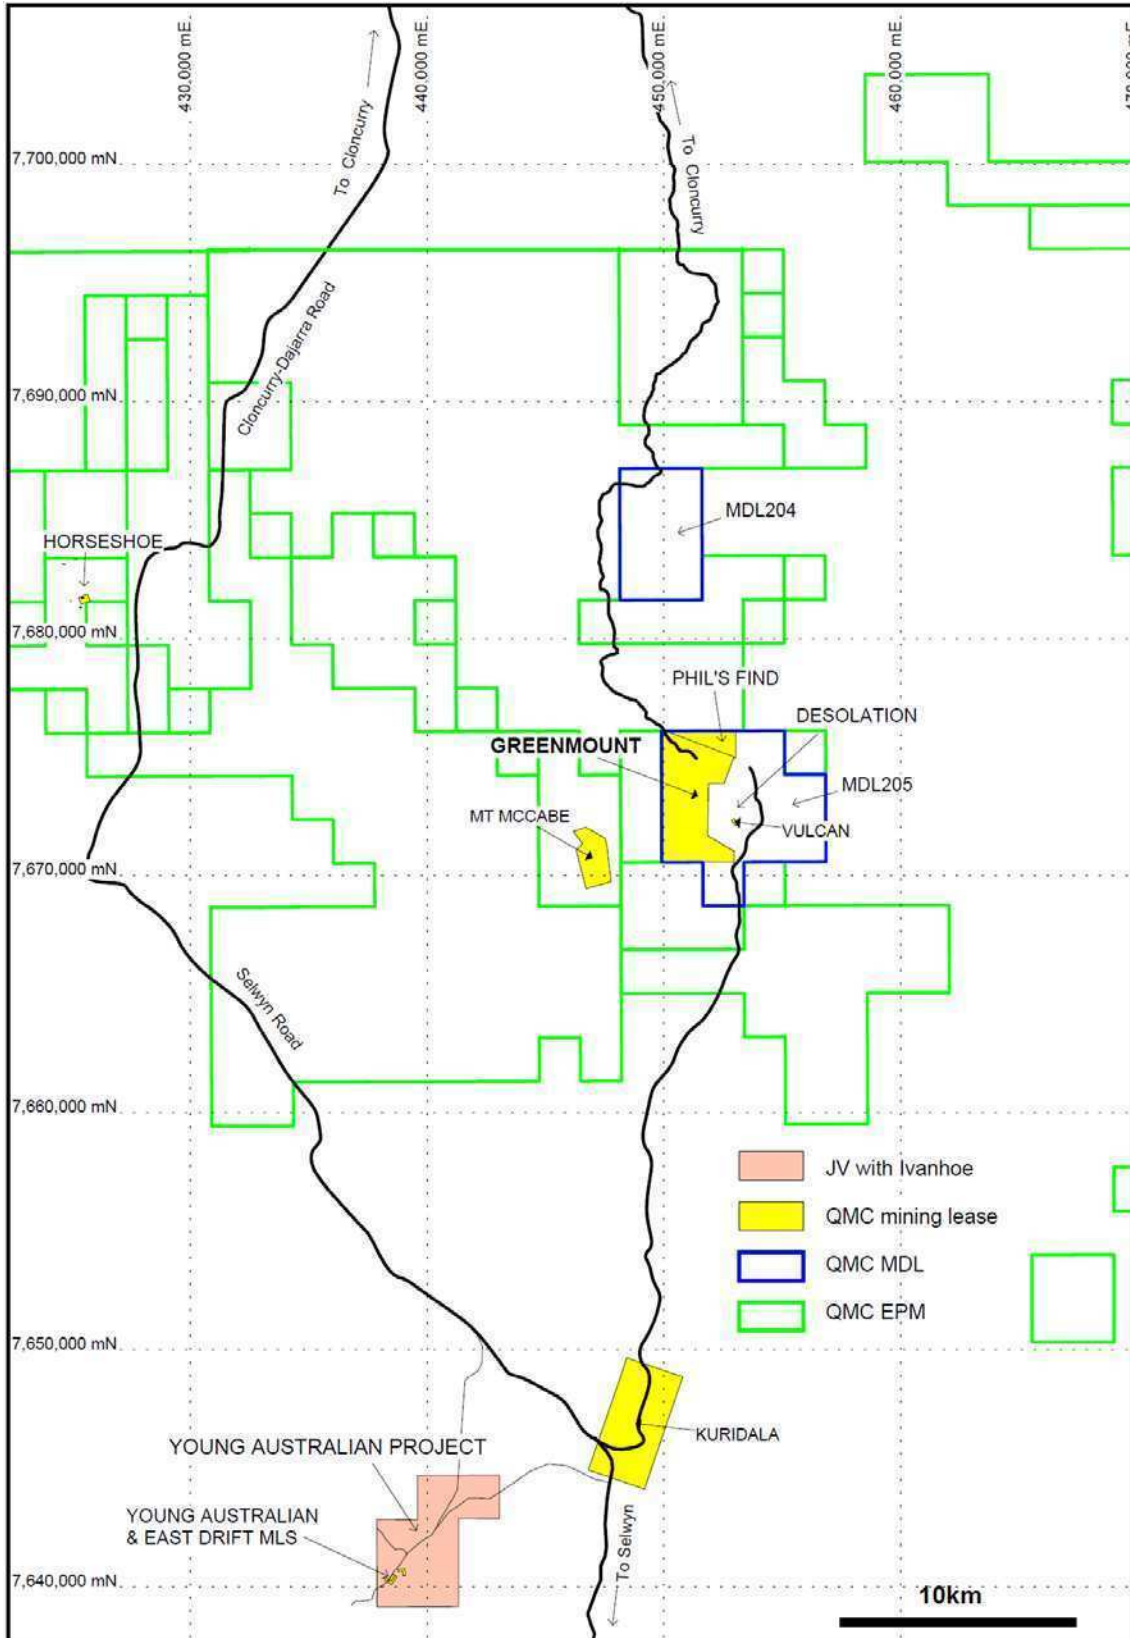 430,000 mE
440,000 mE
450,000 mE
460,000 mE
To Cloncurry
To Cloncurry
7,700,000 mN
Cloncurry-Dajarra Road
7,690,000 mN
MDL204
HORSESHOE
7,680,000 mN
PHIL'S FIND
DESOLATION
GREENMOUNT
MDL205
MT MCCABE
VULCAN
7,670,000 mN
Selwyn Road
7,660,000 mN
JV with Ivanhoe
QMC mining lease
QMC MDL
QMC EPM
7,650,000 mN
KURIDALA
YOUNG AUSTRALIAN PROJECT
YOUNG AUSTRALIAN
& EAST DRIFT MLS
To Selwyn
7,640,000 mN
10km